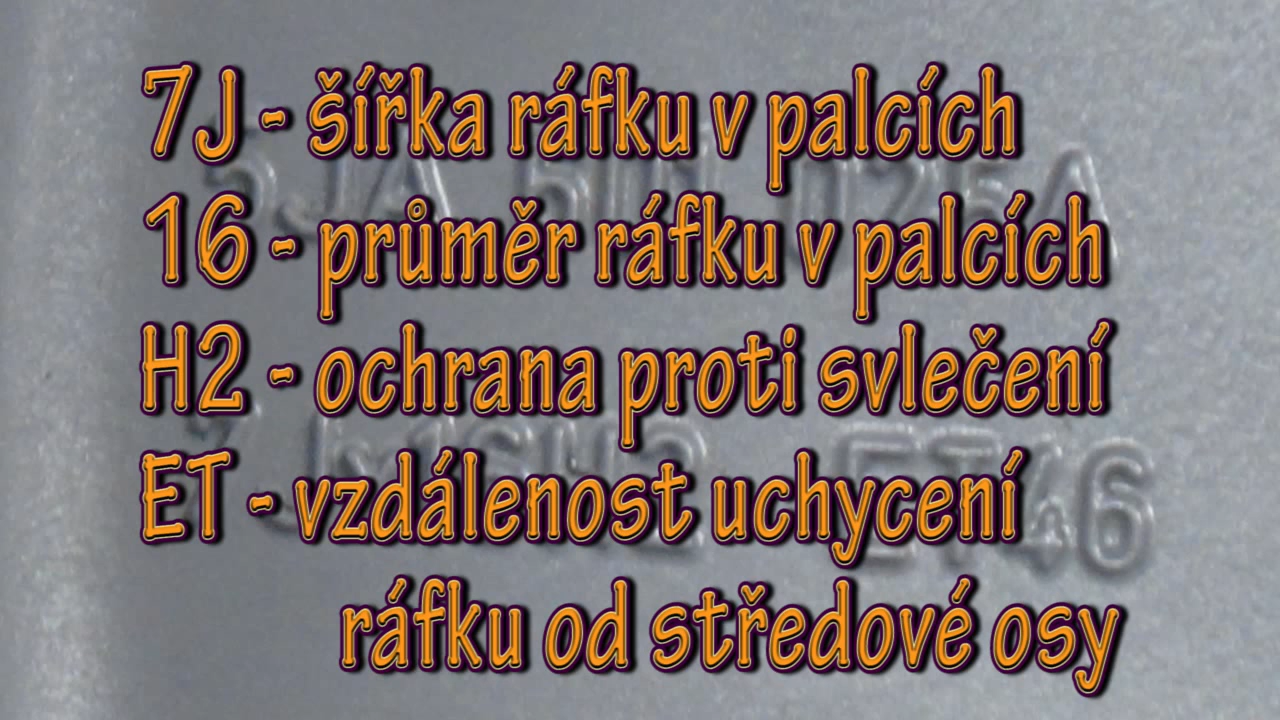 7J - šířka ráfku v palcích
16 - průměr ráfku v palcích
H2 - ochrana proti svlečení
ET - vzdálenost uchycení
ráfku od středové osy